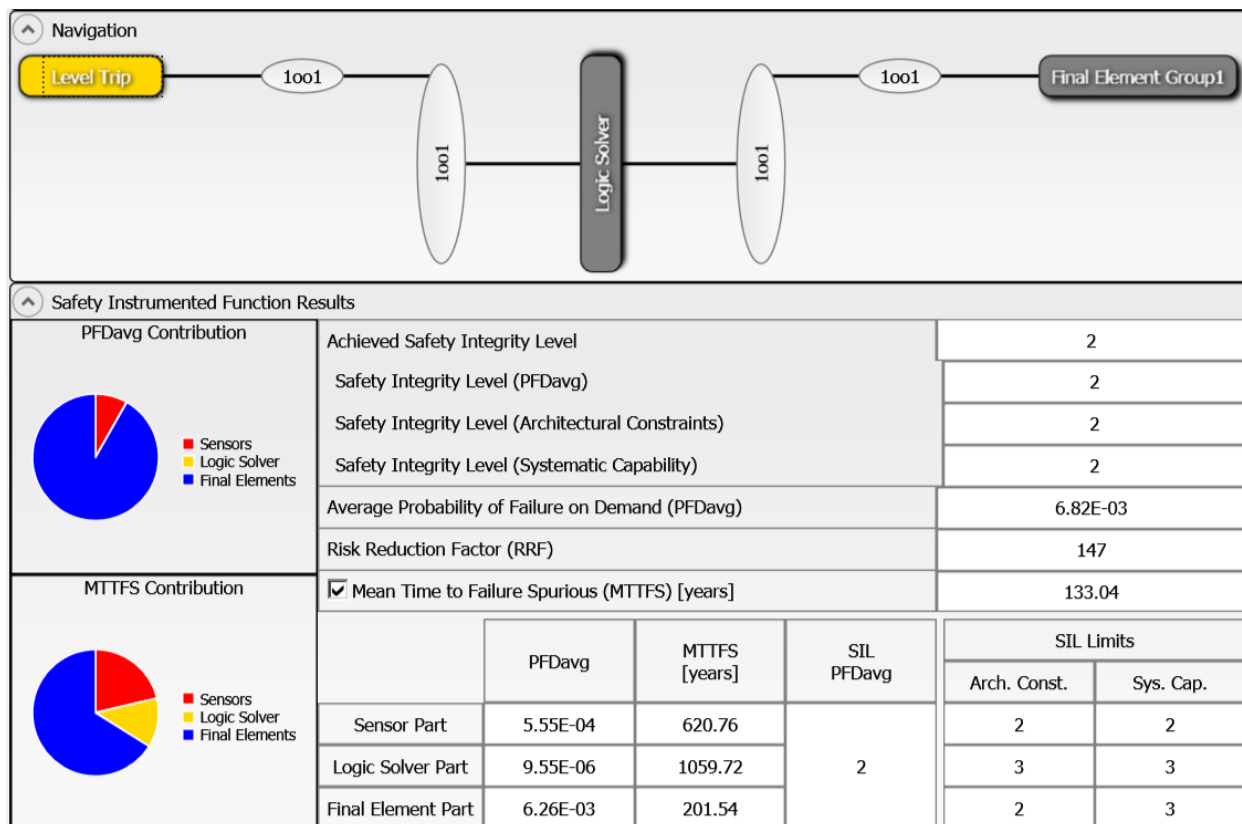 Navigation
Level Trip
1oo1
1oo1
Logic Solver
1oo1
1oo1
Final Element Group1
Safety Instrumented Function Results
PFDavg Contribution
Sensors
Logic Solver
Final Elements
MTTFS Contribution
Sensors
Logic Solver
Final Elements
Achieved Safety Integrity Level 2
Safety Integrity Level (PFDavg) 2
Safety Integrity Level (Architectural Constraints) 2
Safety Integrity Level (Systematic Capability) 2
Average Probability of Failure on Demand (PFDavg) 6.82E-03
Risk Reduction Factor (RRF) 147
Mean Time to Failure Spurious (MTTFS) [years] 133.04
PFDavg
MTTFS
[years]
SIL
PFDavg
SIL Limits
Arch. Const. Sys. Cap.
Sensor Part 5.55E-04 620.76 2 2
Logic Solver Part 9.55E-06 1059.72 2 3 3
Final Element Part 6.26E-03 201.54 2 3